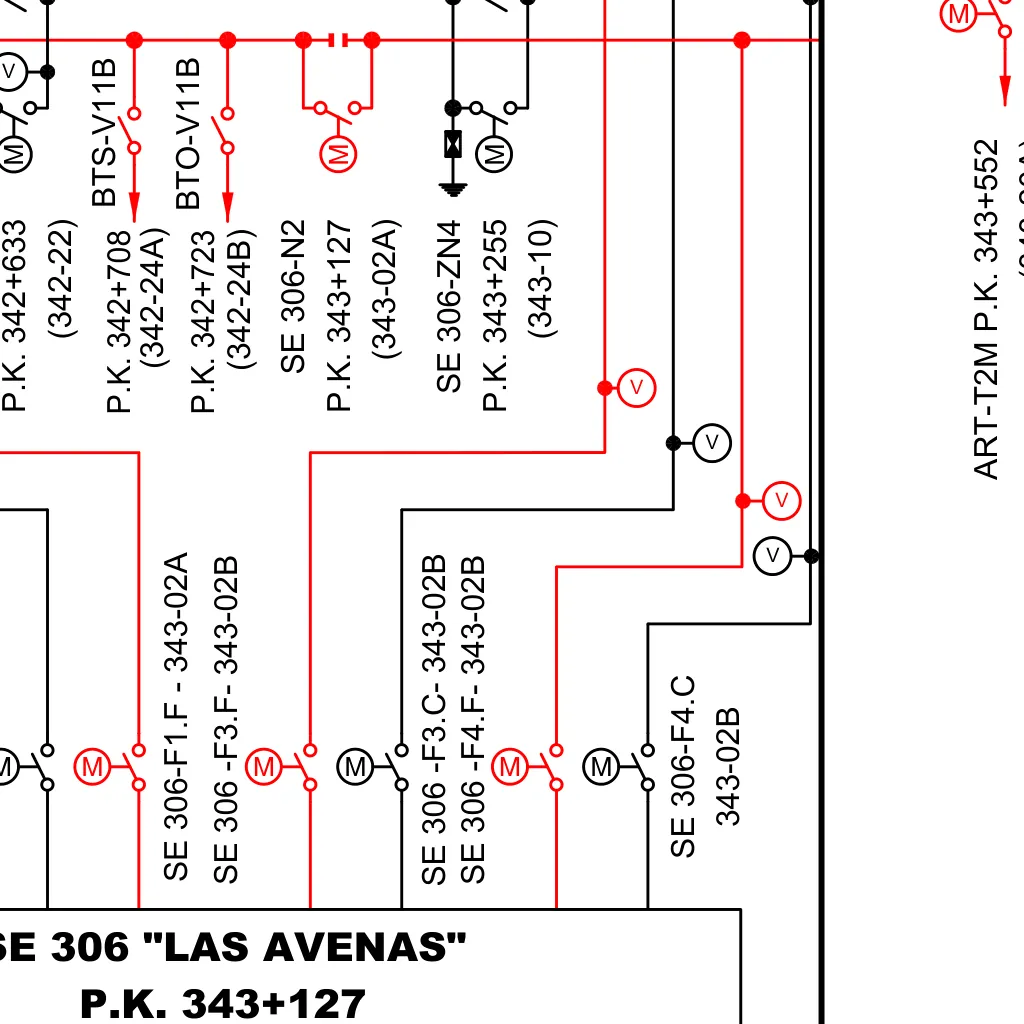 M
V
M
BTS-V11B
BTO-V11B
M
M
P.K. 342+633
(342-22)
P.K. 342+708
(342-24A)
P.K. 342+723
(342-24B)
SE 306-N2
P.K. 343+127
(343-02A)
SE 306-ZN4
P.K. 343+255
(343-10)
ART-T2M P.K. 343+552
V
V
V
V
SE 306-F1.F - 343-02A
SE 306 -F3.F- 343-02B
SE 306 -F3.C- 343-02B
SE 306 -F4.F- 343-02B
SE 306-F4.C
343-02B
M
M
M
M
M
M
SE 306 "LAS AVENAS"
P.K. 343+127